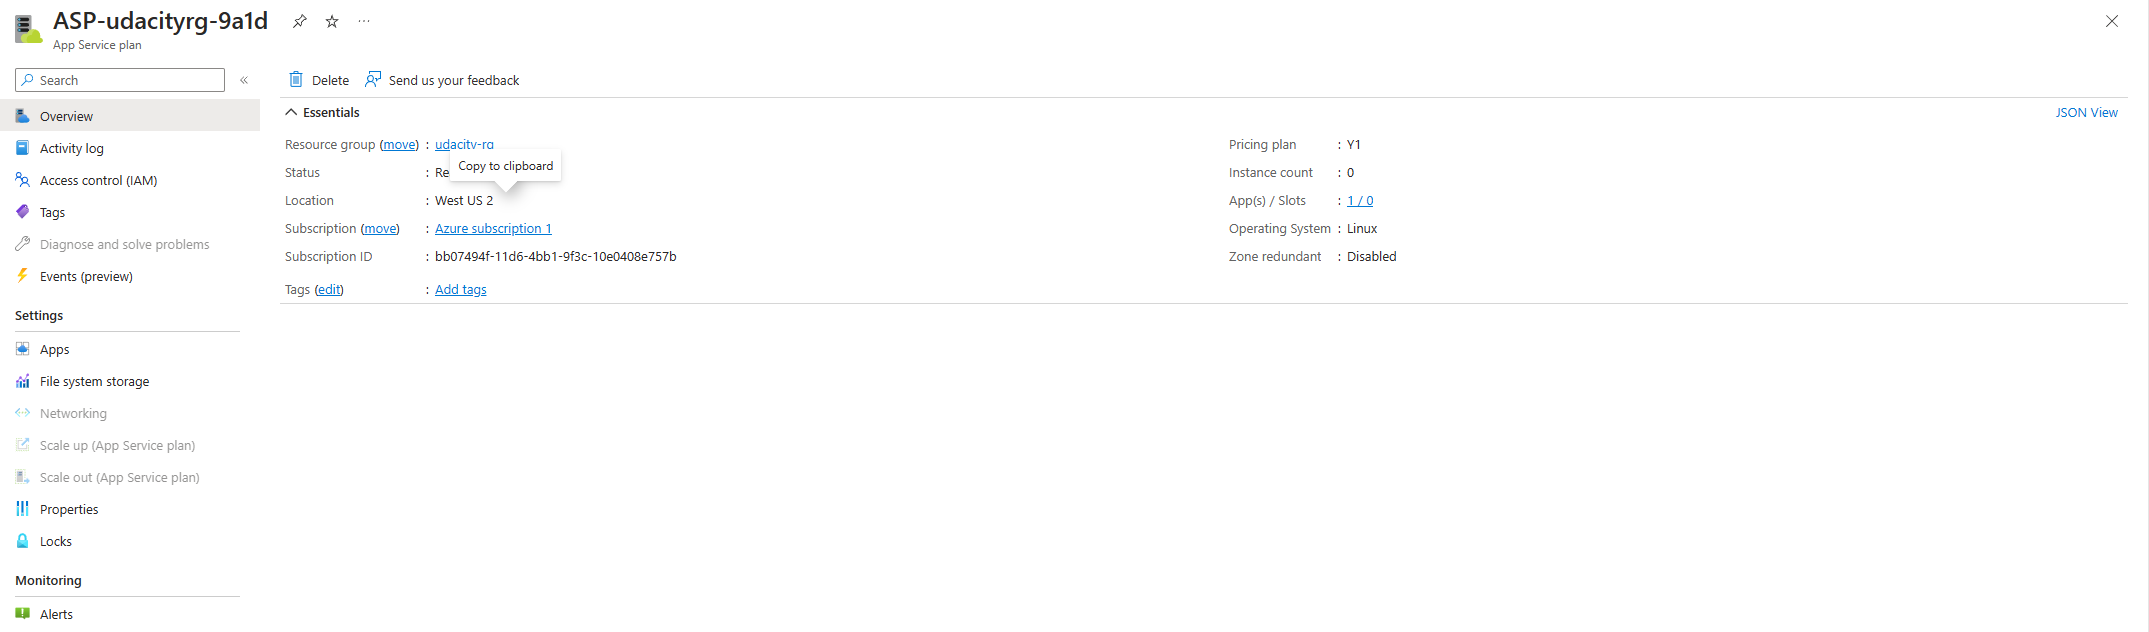 ASP-udacityrg-9a1d
App Service plan
Search
Overview
Activity log
Access control (IAM)
Tags
Diagnose and solve problems
Events (preview)
Settings
Apps
File system storage
Networking
Scale up (App Service plan)
Scale out (App Service plan)
Properties
Locks
Monitoring
Alerts
Delete
Send us your feedback
Essentials
JSON View
Resource group (move) : udacity-rg
Copy to clipboard
Status : Re
Location : West US 2
Subscription (move) : Azure subscription 1
Subscription ID : bb07494f-11d6-4bb1-9f3c-10e0408e757b
Tags (edit) : Add tags
Pricing plan : Y1
Instance count : 0
App(s) / Slots : 1 / 0
Operating System : Linux
Zone redundant : Disabled